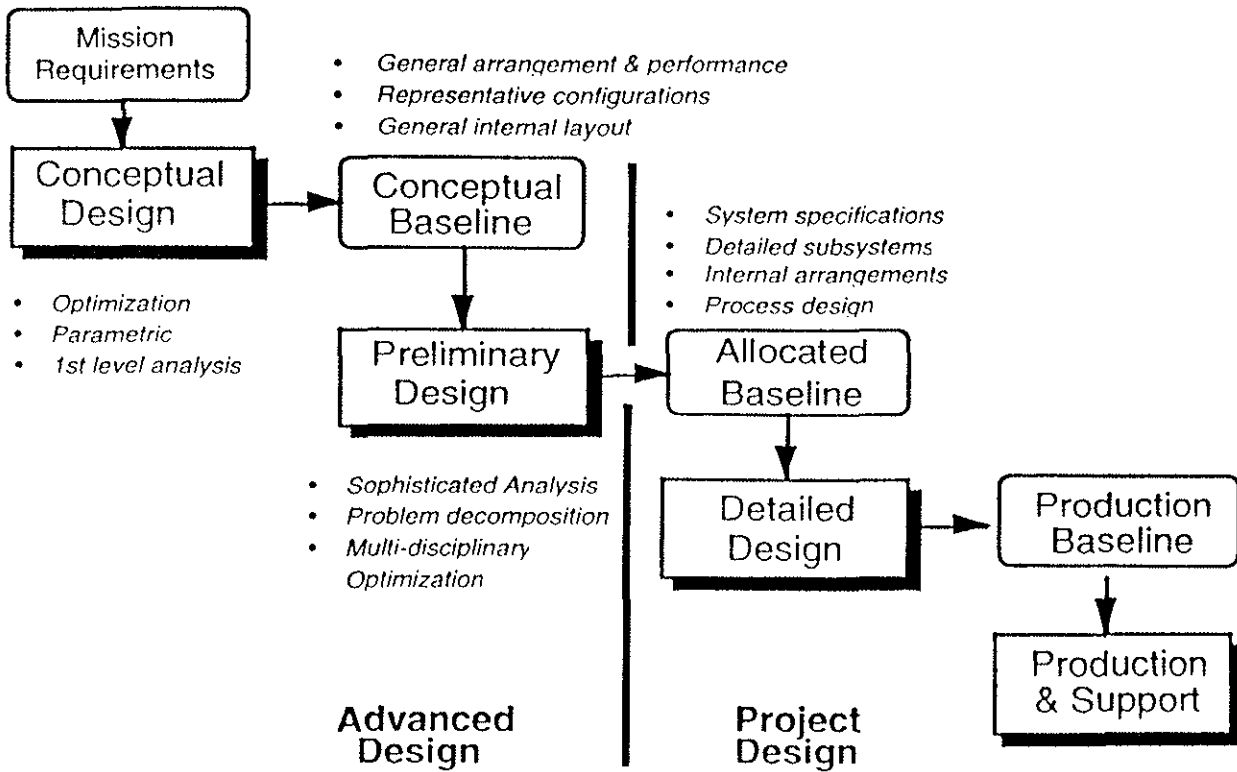 Mission
Requirements
• General arrangement & performance
• Representative configurations
• General internal layout
Conceptual
Design
Conceptual
Baseline
• System specifications
• Detailed subsystems
• Internal arrangements
• Process design
• Optimization
• Parametric
• 1st level analysis
Preliminary
Design
Allocated
Baseline
• Sophisticated Analysis
• Problem decomposition
• Multi-disciplinary
Optimization
Detailed
Design
Production
Baseline
Production
& Support
Advanced
Design
Project
Design